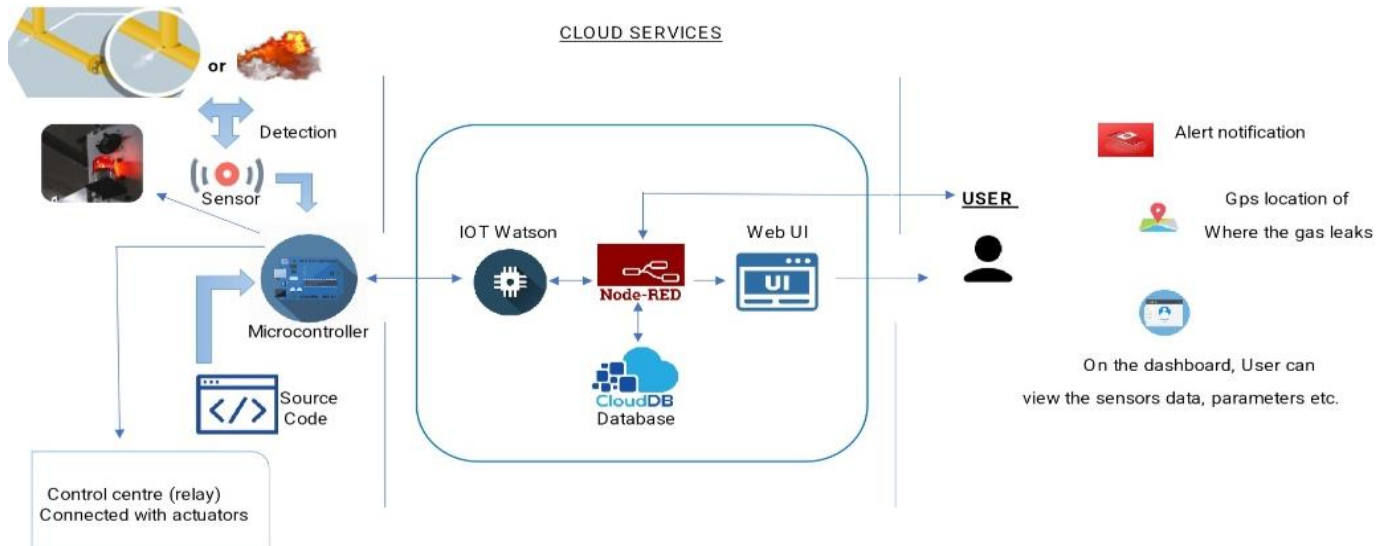 CLOUD SERVICES
or
Detection
Sensor
Microcontroller
</>
Source
Code
Control centre (relay)
Connected with actuators
IOT Watson
Node-RED
Web UI
UI
CloudDB
Database
USER
Alert notification
Gps location of
Where the gas leaks
On the dashboard, User can
view the sensors data, parameters etc.